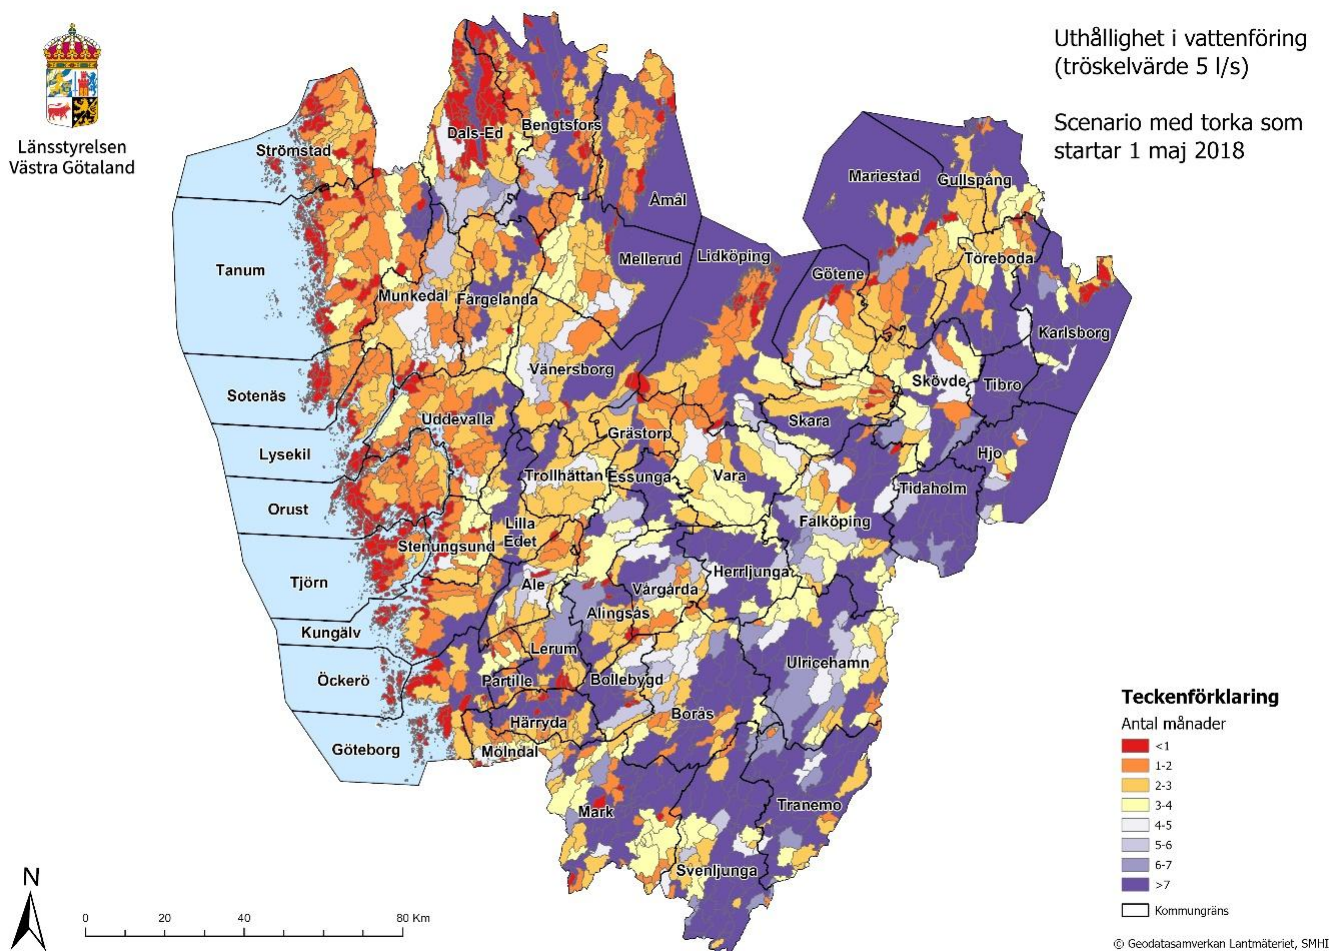 Länsstyrelsen
Västra Götaland
Uthållighet i vattenföring
(tröskelvärde 5 l/s)
Scenario med torka som
startar 1 maj 2018
Strömstad
Dals-Ed
Bengtsfors
Åmål
Mariestad
Gullspång
Tanum
Mellerud
Lidköping
Götene
Töreboda
Munkedal
Färgelanda
Karlsborg
Vänersborg
Skövde
Tibro
Sotenäs
Uddevalla
Skara
Grästorp
Lysekil
Hjo
Trollhättan
Essunga
Vara
Tidaholm
Orust
Lilla
Edet
Falköping
Stenungsund
Tjörn
Ale
Herrljunga
Vårgårda
Alingsås
Kungälv
Lerum
Ulricehamn
Öckerö
Partille
Bollebygd
Borås
Härryda
Göteborg
Mölndal
Mark
Tranemo
Svenljunga
Teckenförklaring
Antal månader
<1
1-2
2-3
3-4
4-5
5-6
6-7
>7
Kommungräns
N
0 20 40 80 Km
© Geodatasamverkan Lantmäteriet, SMHI